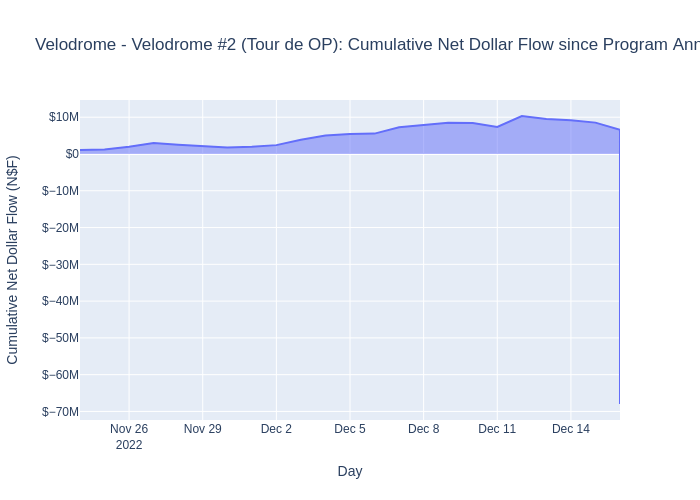 Velodrome - Velodrome #2 (Tour de OP): Cumulative Net Dollar Flow since Program Ann
$10M
$0
$−10M
$−20M
$−30M
$−40M
$−50M
$−60M
$−70M
Cumulative Net Dollar Flow (N$F)
Nov 26
2022
Nov 29
Dec 2
Dec 5
Dec 8
Dec 11
Dec 14
Day